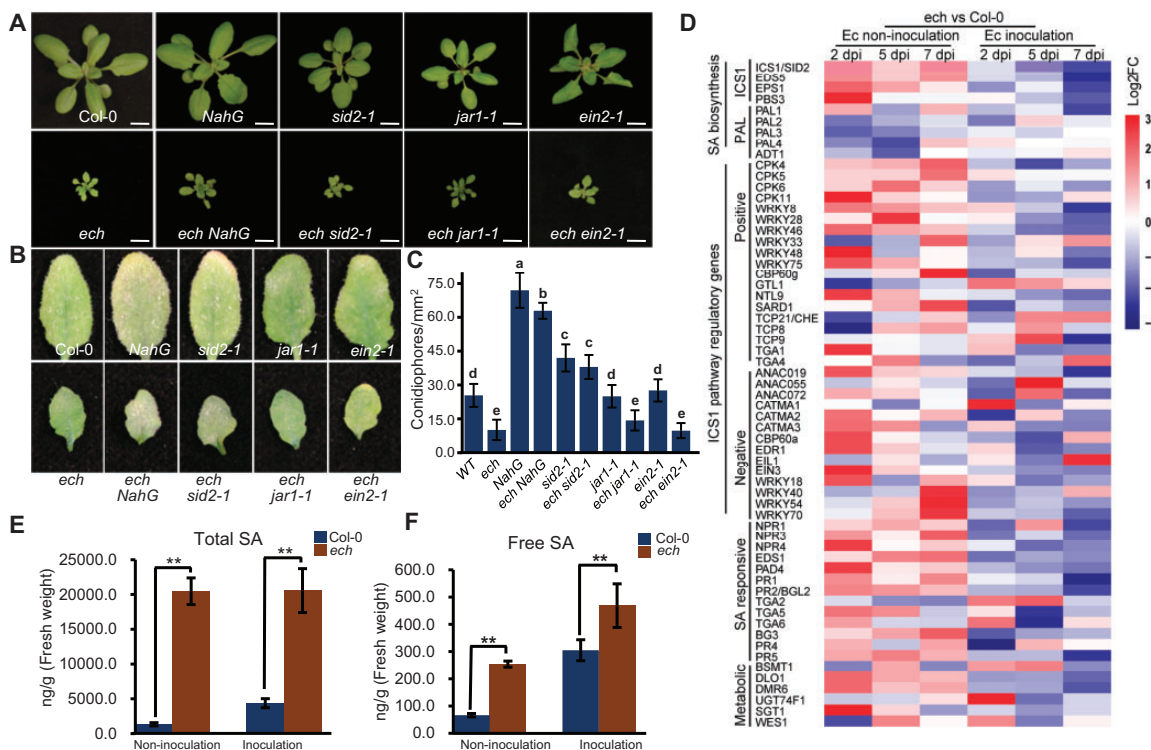 A
Col-0
NahG
sid2-1
jar1-1
ein2-1
ech
ech NahG
ech sid2-1
ech jar1-1
ech ein2-1
B
Col-0
NahG
sid2-1
jar1-1
ein2-1
ech
ech NahG
ech sid2-1
ech jar1-1
ech ein2-1
C
Conidiophores/mm2
75.0
60.0
45.0
30.0
15.0
0.0
d
e
a
b
c
c
d
e
d
e
WT
ech
NahG
ech NahG
sid2-1
ech sid2-1
jar1-1
ech jar1-1
ein2-1
ech ein2-1
D
ech vs Col-0
Ec non-inoculation
Ec inoculation
2 dpi
5 dpi
7 dpi
2 dpi
5 dpi
7 dpi
SA biosynthesis
ICS1
PAL
ICS1 pathway regulatory genes
Positive
Negative
SA responsive
Metabolic
ICS1/SID2
EDS5
EPS1
PBS3
PAL1
PAL2
PAL3
PAL4
ADT1
CPK4
CPK5
CPK6
CPK11
WRKY8
WRKY28
WRKY46
WRKY33
WRKY48
WRKY75
CBP60g
GTL1
NTL9
SARD1
TCP21/CHE
TCP8
TCP9
TGA1
TGA4
ANAC019
ANAC055
ANAC072
CATMA1
CATMA2
CATMA3
CBP60a
EDR1
EIL1
EIN3
WRKY18
WRKY40
WRKY54
WRKY70
NPR1
NPR3
NPR4
EDS1
PAD4
PR1
PR2/BGL2
TGA2
TGA5
TGA6
BG3
PR4
PR5
BSMT1
DLO1
DMR6
UGT74F1
SGT1
WES1
Log2FC
3
2
1
0
E
Total SA
Col-0
ech
ng/g (Fresh weight)
25000.0
20000.0
15000.0
10000.0
5000.0
0.0
**
**
Non-inoculation
Inoculation
F
Free SA
Col-0
ech
ng/g (Fresh weight)
600.0
500.0
400.0
300.0
200.0
100.0
0.0
**
**
Non-inoculation
Inoculation